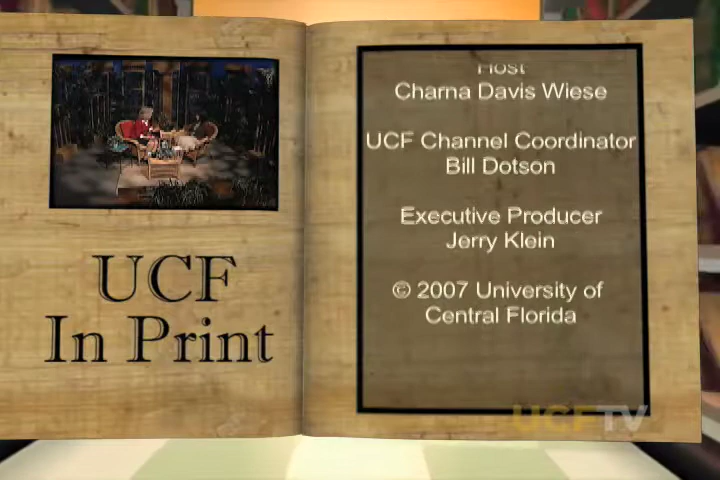 UCF
In Print
Host
Charna Davis Wiese
UCF Channel Coordinator
Bill Dotson
Executive Producer
Jerry Klein
© 2007 University of
Central Florida
UCFTV